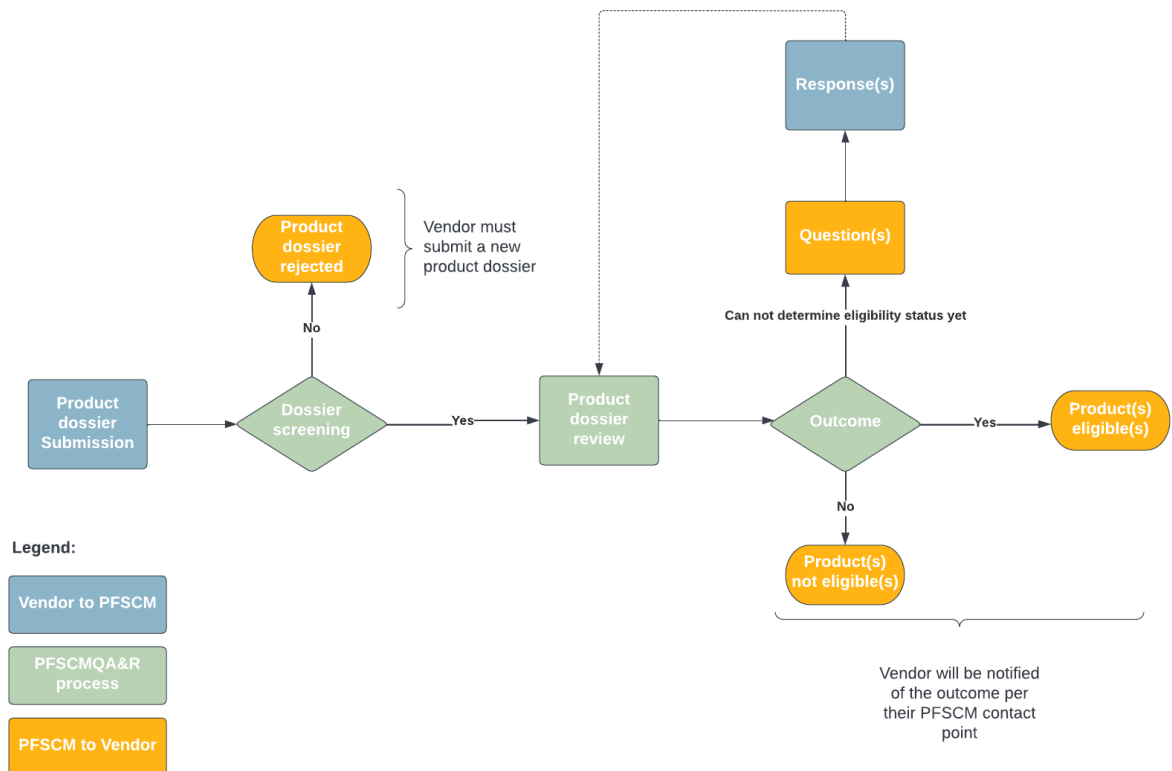 Response(s)
Product
dossier
rejected
Vendor must
submit a new
product dossier
Question(s)
Can not determine eligibility status yet
No
Product
dossier
Submission
Dossier
screening
Yes
Product
dossier
review
Outcome
Yes
Product(s)
eligible(s)
No
Product(s)
not eligible(s)
Legend:
Vendor to PFSCM
PFSCMQA&R
process
PFSCM to Vendor
Vendor will be notified
of the outcome per
their PFSCM contact
point